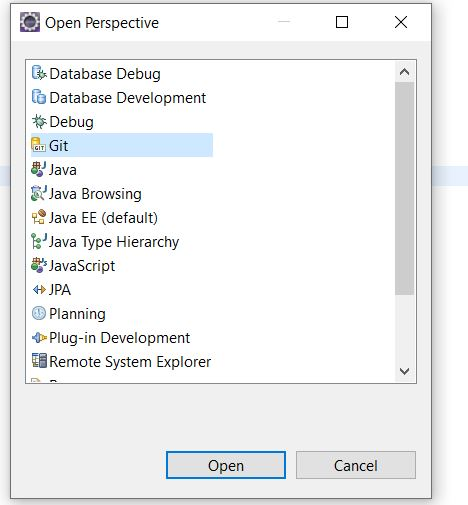 Open Perspective
Database Debug
Database Development
Debug
Git
Java
Java Browsing
Java EE (default)
Java Type Hierarchy
JavaScript
JPA
Planning
Plug-in Development
Remote System Explorer
Open
Cancel